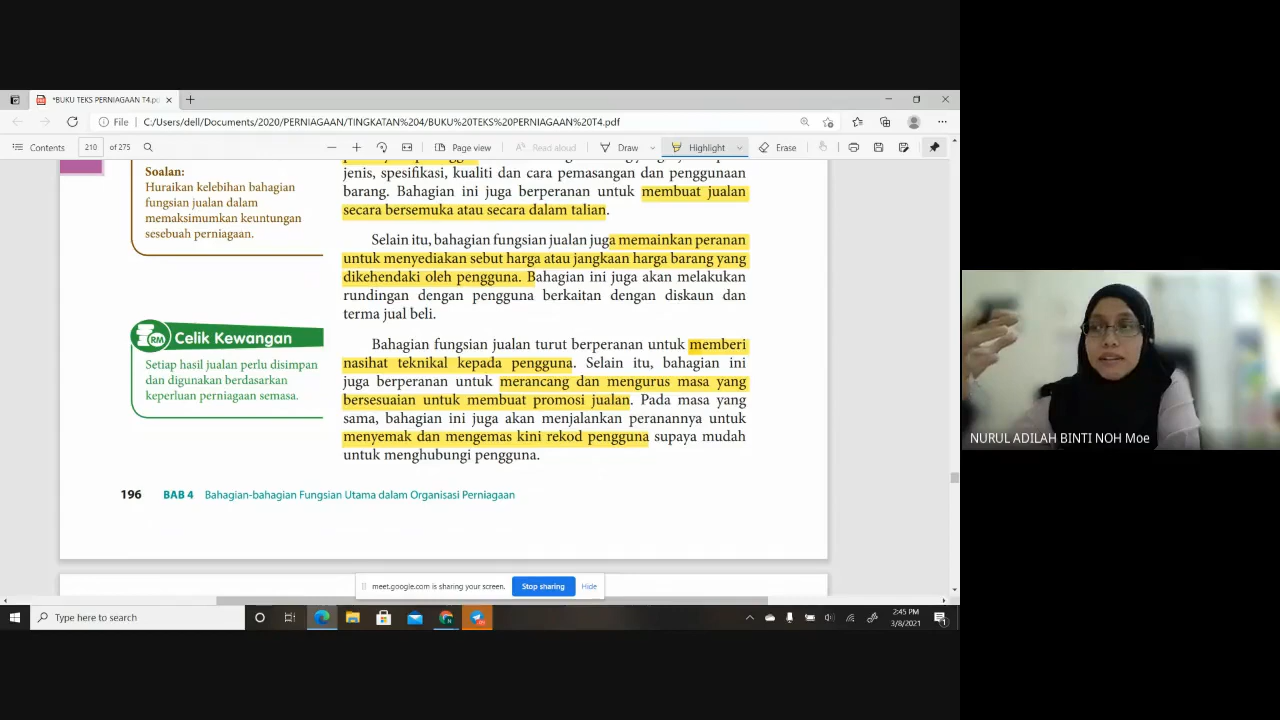 *BUKU TEKS PERNIAGAAN T4.pd
File
C:/Users/dell/Documents/2020/PERNIAGAAN/TINGKATAN%204/BUKU%20TEKS%20PERNIAGAAN%20T4.pdf
Contents
210 of 275
Page view
Read aloud
Draw
Highlight
Erase
Soalan:
Huraikan kelebihan bahagian
fungsian jualan dalam
memaksimumkan keuntungan
sesebuah perniagaan.
RM
Celik Kewangan
Setiap hasil jualan perlu disimpan
dan digunakan berdasarkan
keperluan perniagaan semasa.
jenis, spesifikasi, kualiti dan cara pemasangan dan penggunaan
barang. Bahagian ini juga berperanan untuk membuat jualan
secara bersemuka atau secara dalam talian.
Selain itu, bahagian fungsian jualan juga memainkan peranan
untuk menyediakan sebut harga atau jangkaan harga barang yang
dikehendaki oleh pengguna. Bahagian ini juga akan melakukan
rundingan dengan pengguna berkaitan dengan diskaun dan
terma jual beli.
Bahagian fungsian jualan turut berperanan untuk memberi
nasihat teknikal kepada pengguna. Selain itu, bahagian ini
juga berperanan untuk merancang dan mengurus masa yang
bersesuaian untuk membuat promosi jualan. Pada masa yang
sama, bahagian ini juga akan menjalankan peranannya untuk
menyemak dan mengemas kini rekod pengguna supaya mudah
untuk menghubungi pengguna.
196 BAB 4 Bahagian-bahagian Fungsian Utama dalam Organisasi Perniagaan
meet.google.com is sharing your screen.
Stop sharing
Hide
Type here to search
2:45 PM
3/8/2021
NURUL ADILAH BINTI NOH Moe